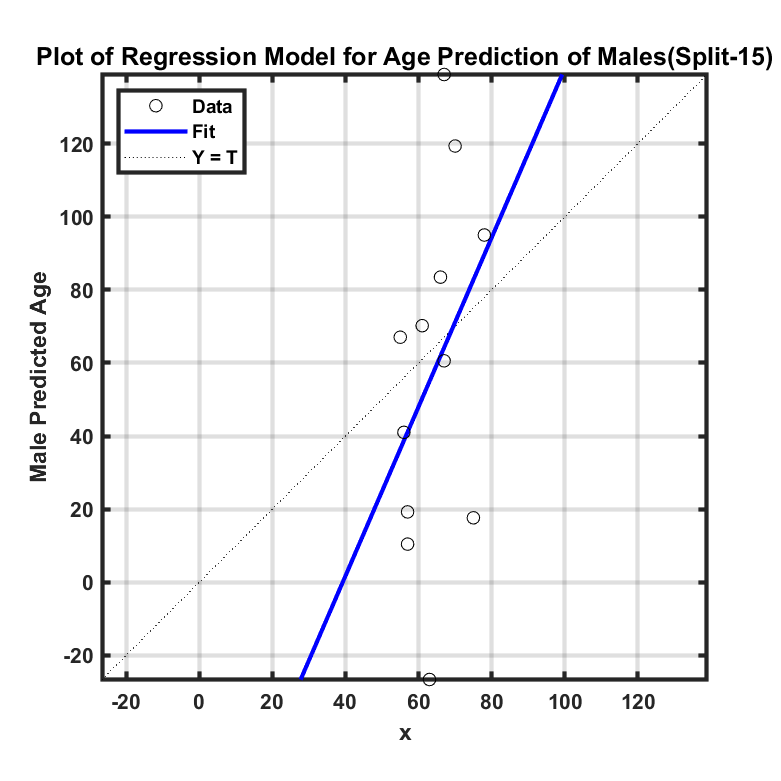 Plot of Regression Model for Age Prediction of Males(Split-15)
Data
Fit
Y = T
120
100
80
60
40
20
0
-20
Male Predicted Age
-20 0 20 40 60 80 100 120
x